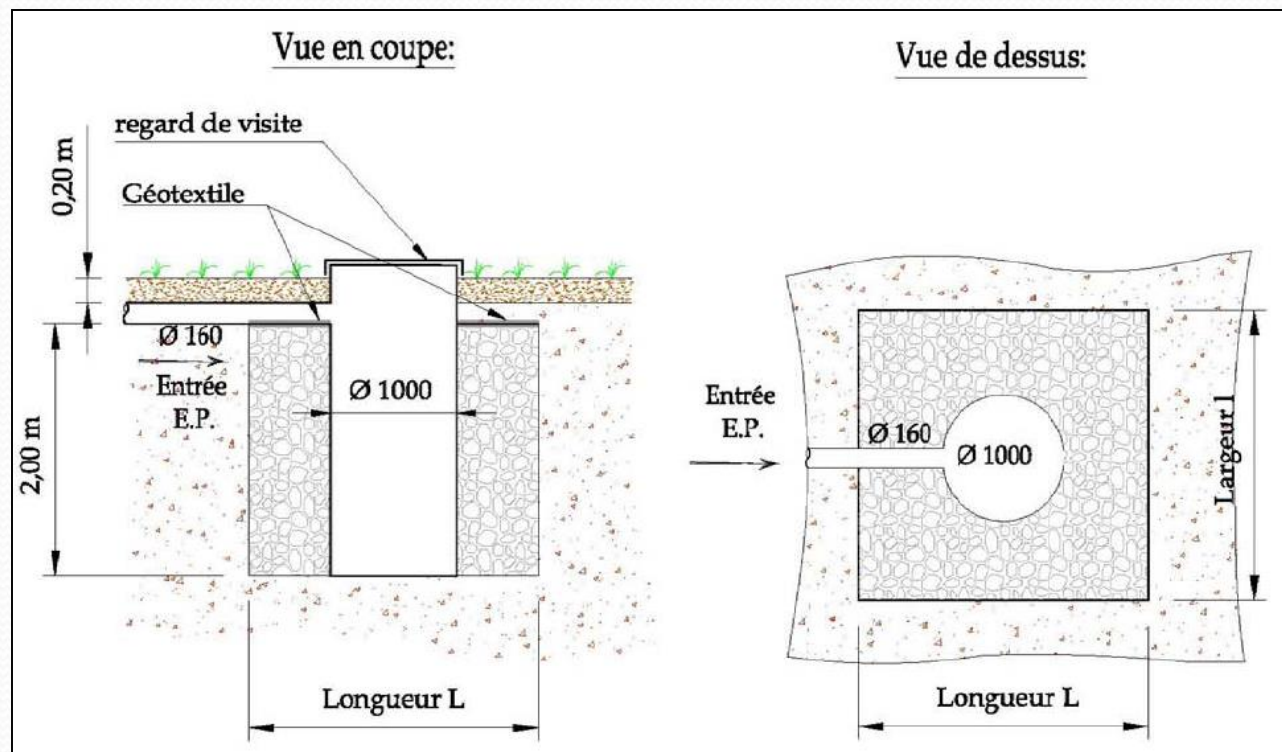 Vue en coupe:
regard de visite
0,20 m
Géotextile
Ø 160
Entrée
E.P.
Ø 1000
2,00 m
Longueur L
Vue de dessus:
Entrée
E.P.
Ø 160
Ø 1000
Largeur l
Longueur L